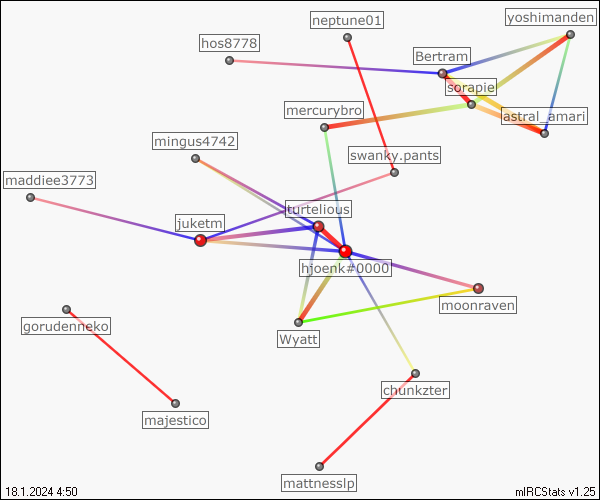 neptune01
yoshimanden
hos8778
Bertram
sorapie
mercurybro
astral_amari
mingus4742
swanky.pants
maddiee3773
turtelious
juketm
hjoenk#0000
moonraven
gorudenneko
Wyatt
chunkzter
majestico
mattnesslp
18.1.2024 4:50
mIRCStats v1.25